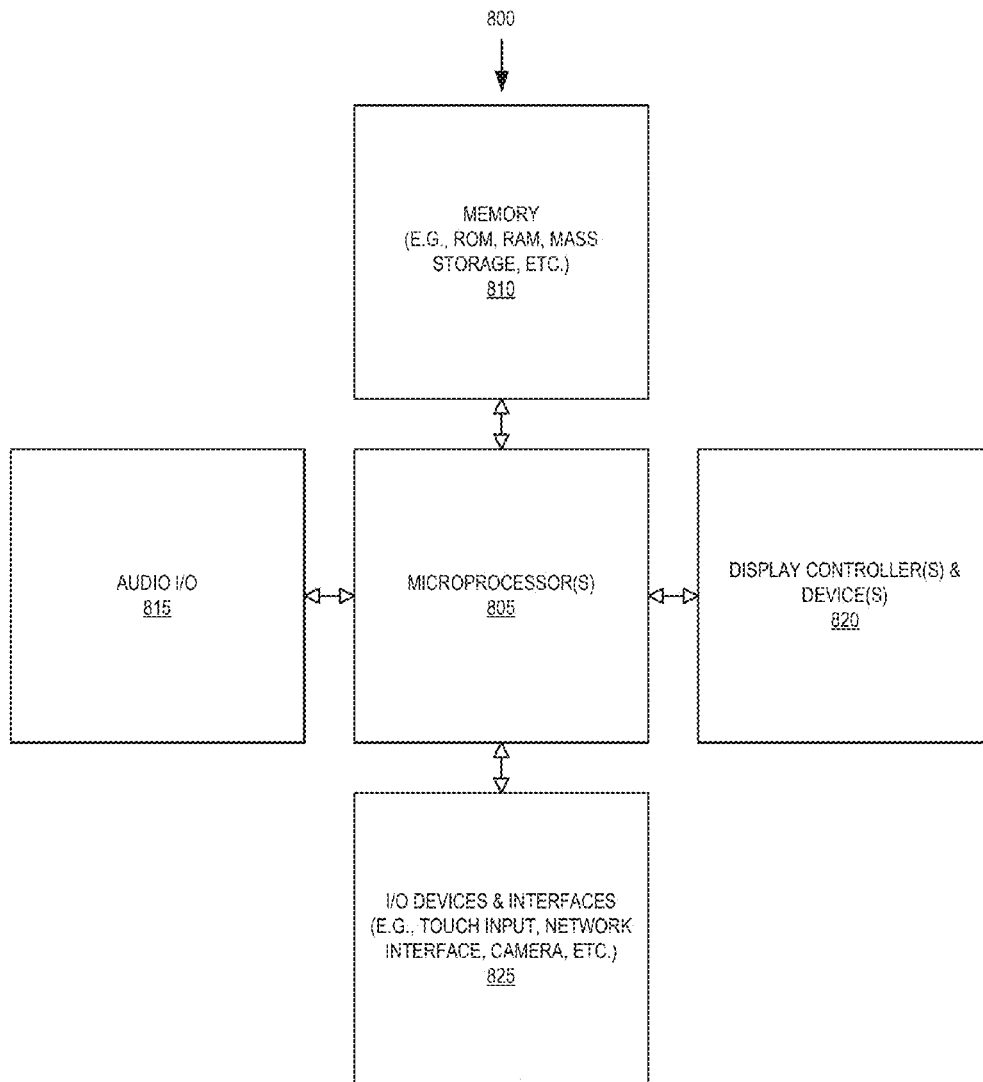 800
MEMORY
(E.G., ROM, RAM, MASS
STORAGE, ETC.)
810
AUDIO I/O
815
MICROPROCESSOR(S)
805
DISPLAY CONTROLLER(S) &
DEVICE(S)
820
I/O DEVICES & INTERFACES
(E.G., TOUCH INPUT, NETWORK
INTERFACE, CAMERA, ETC.)
825